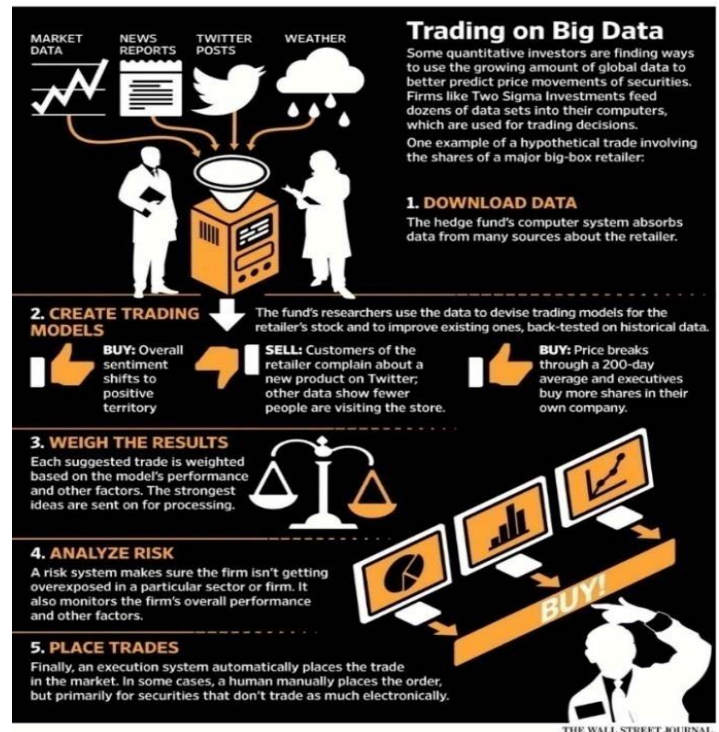 MARKET DATA
NEWS REPORTS
TWITTER POSTS
WEATHER
Trading on Big Data
Some quantitative investors are finding ways
to use the growing amount of global data to
better predict price movements of securities.
Firms like Two Sigma Investments feed
dozens of data sets into their computers,
which are used for trading decisions.
One example of a hypothetical trade involving
the shares of a major big-box retailer:
1. DOWNLOAD DATA
The hedge fund's computer system absorbs
data from many sources about the retailer.
2. CREATE TRADING
MODELS
The fund's researchers use the data to devise trading models for the
retailer's stock and to improve existing ones, back-tested on historical data.
BUY: Overall
sentiment
shifts to
positive
territory
SELL: Customers of the
retailer complain about a
new product on Twitter;
other data show fewer
people are visiting the store.
BUY: Price breaks
through a 200-day
average and executives
buy more shares in their
own company.
3. WEIGH THE RESULTS
Each suggested trade is weighted
based on the model's performance
and other factors. The strongest
ideas are sent on for processing.
4. ANALYZE RISK
A risk system makes sure the firm isn't getting
overexposed in a particular sector or firm. It
also monitors the firm's overall performance
and other factors.
BUY!
5. PLACE TRADES
Finally, an execution system automatically places the trade
in the market. In some cases, a human manually places the order,
but primarily for securities that don't trade as much electronically.
THE WALL STREET JOURNAL